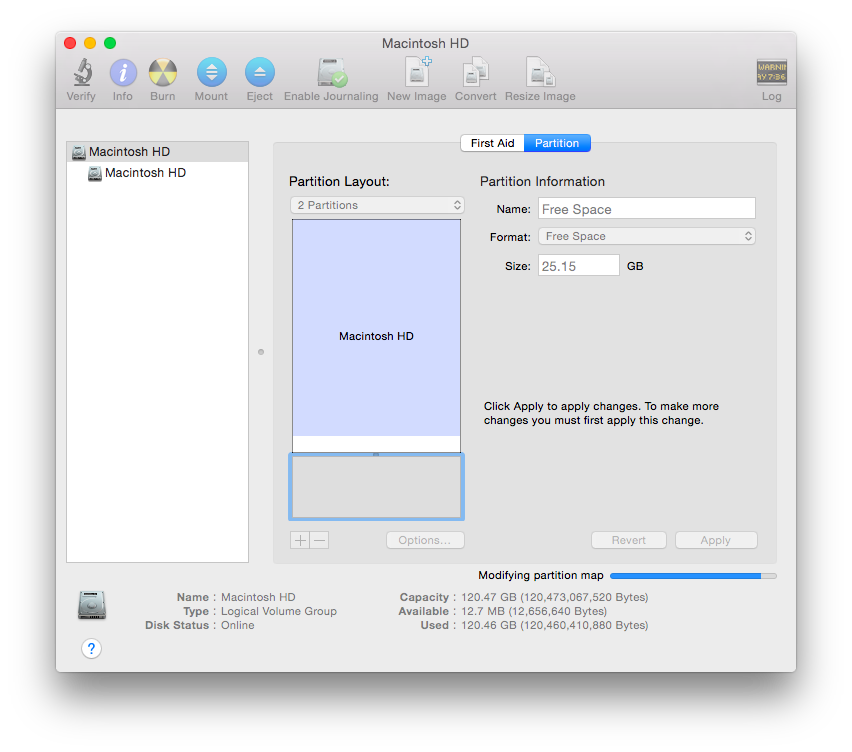 Macintosh HD
Verify Info Burn Mount Eject Enable Journaling New Image Convert Resize Image Log
WARNIN
AY 7:36
Macintosh HD
Macintosh HD
First Aid Partition
Partition Layout:
2 Partitions
Macintosh HD
Partition Information
Name: Free Space
Format: Free Space
Size: 25.15 GB
Click Apply to apply changes. To make more
changes you must first apply this change.
Options... Revert Apply
Modifying partition map
Name : Macintosh HD
Type : Logical Volume Group
Disk Status : Online
Capacity : 120.47 GB (120,473,067,520 Bytes)
Available : 12.7 MB (12,656,640 Bytes)
Used : 120.46 GB (120,460,410,880 Bytes)
?